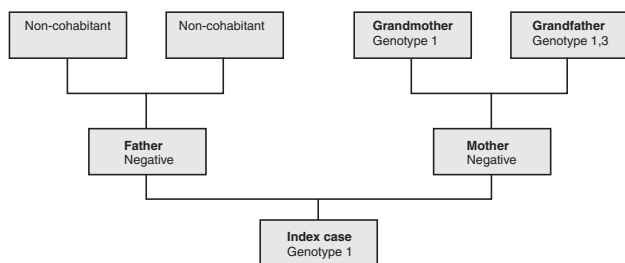 Non-cohabitant
Non-cohabitant
Grandmother
Genotype 1
Grandfather
Genotype 1,3
Father
Negative
Mother
Negative
Index case
Genotype 1